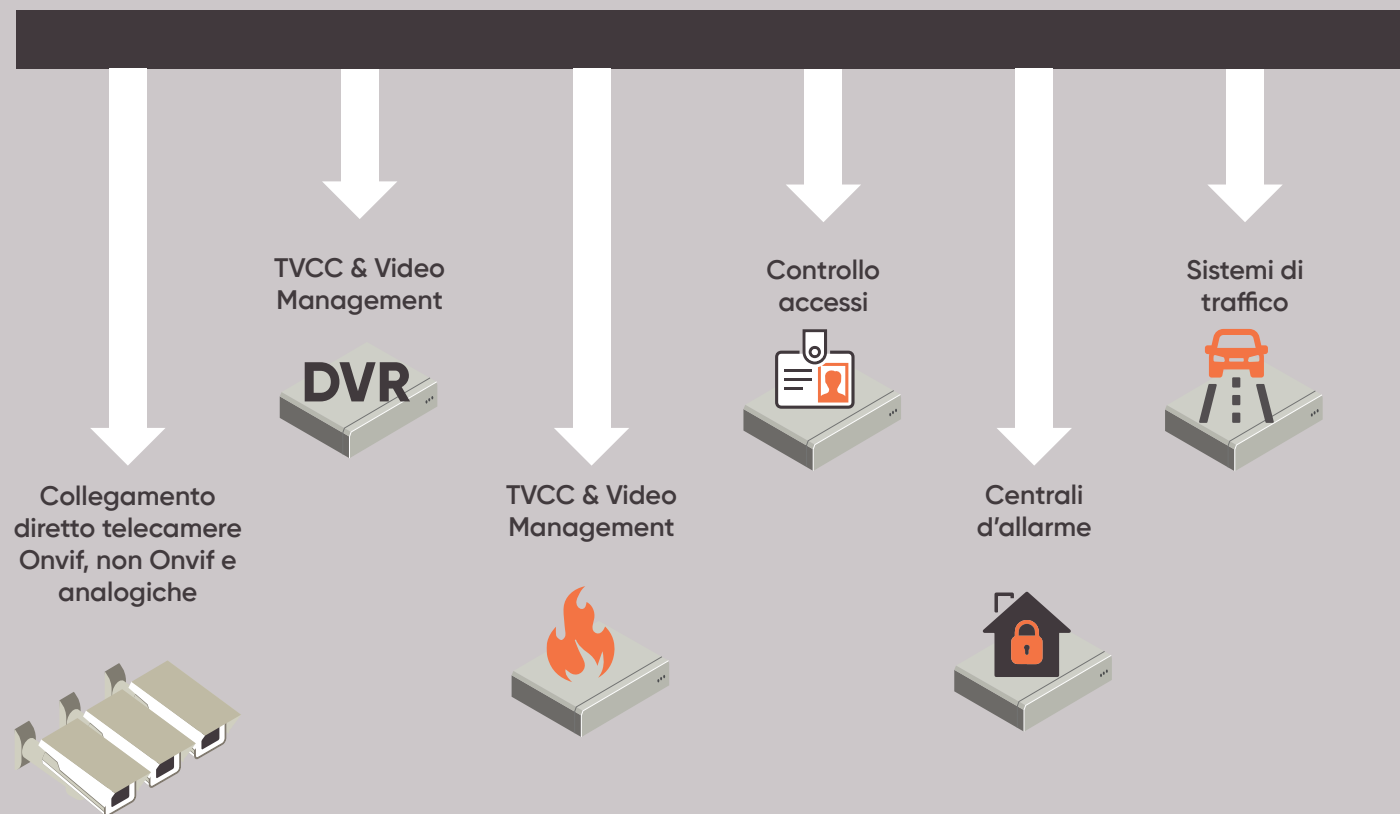 TVCC & Video
Management
DVR
Controllo
accessi
Sistemi di
traffico
Collegamento
diretto telecamere
Onvif, non Onvif e
analogiche
TVCC & Video
Management
Centrali
d’allarme